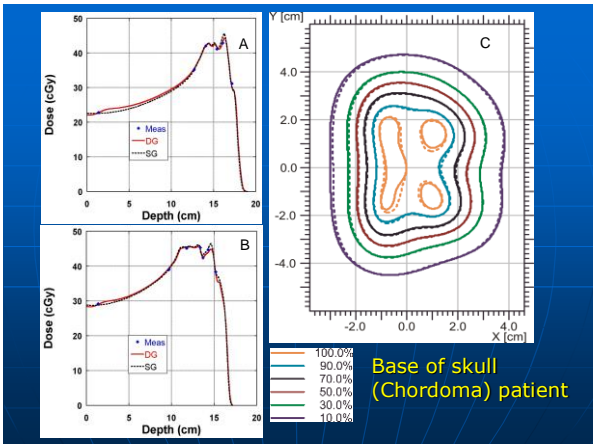 50
40
30
20
10
0
Dose (cGy)
A
Meas
DG
SG
0
5
10
15
20
Depth (cm)
50
40
30
20
10
0
Dose (cGy)
B
Meas
DG
SG
0
5
10
15
20
Depth (cm)
Y [cm]
C
4.0
2.0
0.0
-2.0
-4.0
-2.0
0.0
2.0
4.0
X [cm]
100.0%
90.0%
70.0%
50.0%
30.0%
10.0%
Base of skull
(Chordoma) patient